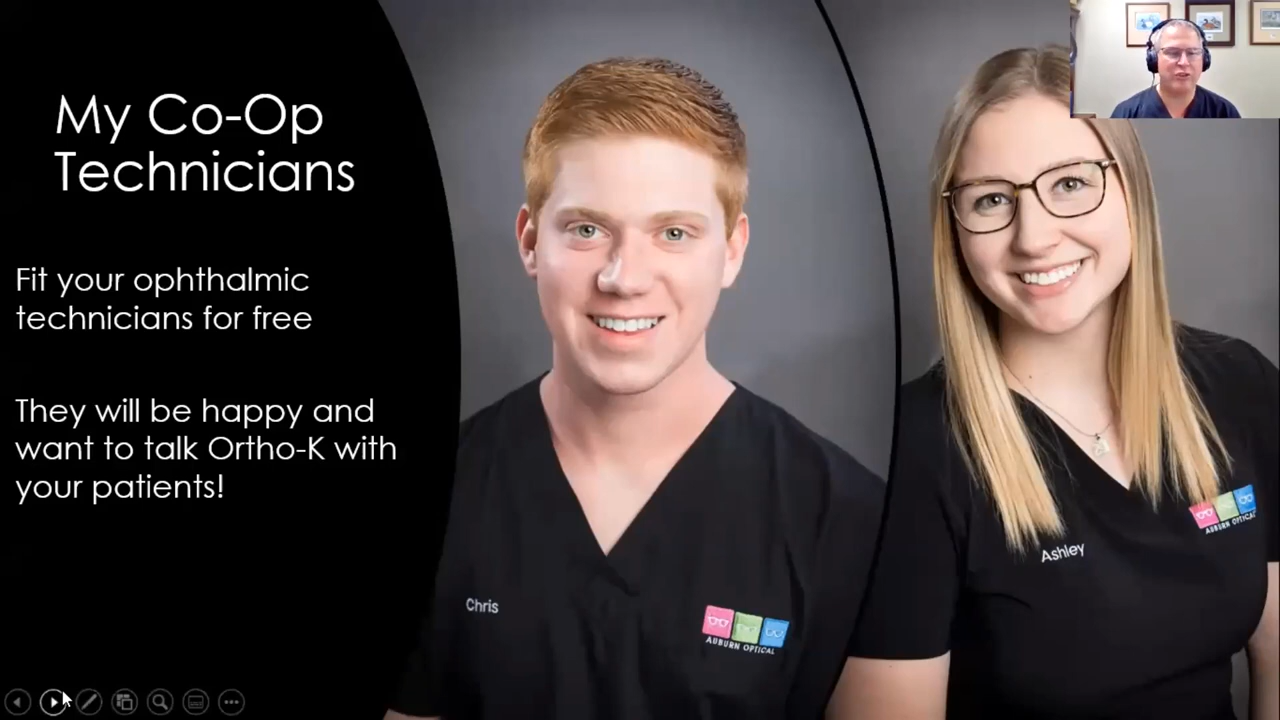 My Co-Op
Technicians
Fit your ophthalmic
technicians for free
They will be happy and
want to talk Ortho-K with
your patients!
Chris
AUBURN OPTICAL
Ashley
AUBURN OPTICAL